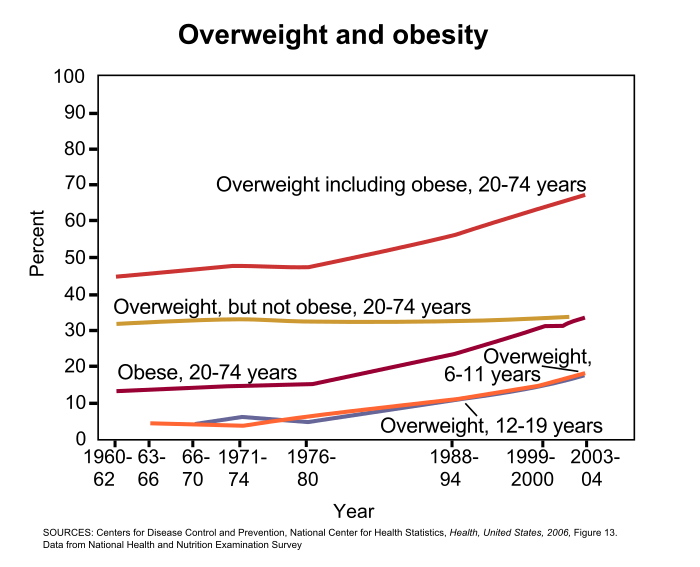 Overweight and obesity
100
90
80
70
60
50
40
30
20
10
0
Percent
Overweight including obese, 20-74 years
Overweight, but not obese, 20-74 years
Obese, 20-74 years
Overweight,
6-11 years
Overweight, 12-19 years
1960-
62
63-
66
66-
70
1971-
74
1976-
80
1988-
94
1999-
2000
2003-
04
Year
SOURCES: Centers for Disease Control and Prevention, National Center for Health Statistics, Health, United States, 2006, Figure 13.
Data from National Health and Nutrition Examination Survey